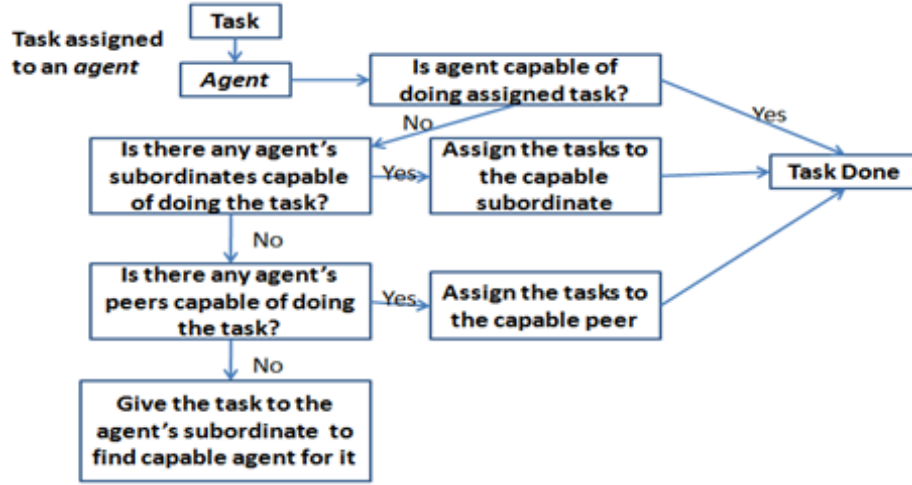 Task
Task assigned
to an agent
Agent
Is agent capable of
doing assigned task?
No
Yes
Is there any agent's
subordinates capable
of doing the task?
Yes
Assign the tasks to
the capable
subordinate
Task Done
No
Is there any agent's
peers capable of doing
the task?
Yes
Assign the tasks to
the capable peer
No
Give the task to the
agent's subordinate to
find capable agent for it